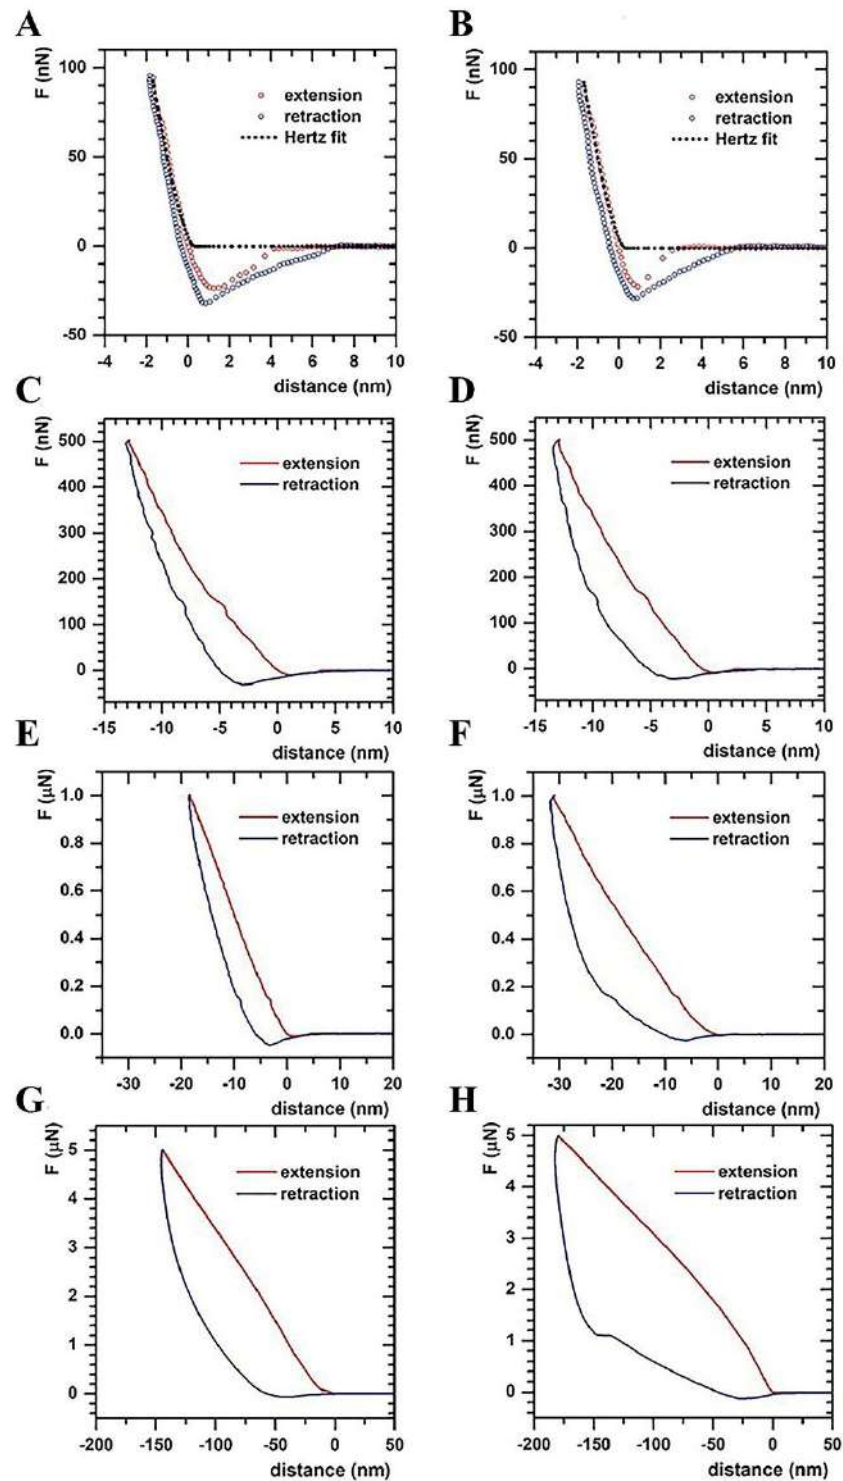 A
F (nN)
100
50
0
-50
extension
retraction
Hertz fit
-4 -2 0 2 4 6 8 10
distance (nm)
B
F (nN)
100
50
0
-50
extension
retraction
Hertz fit
-4 -2 0 2 4 6 8 10
distance (nm)
C
F (nN)
500
400
300
200
100
0
extension
retraction
-15 -10 -5 0 5 10
distance (nm)
D
F (nN)
500
400
300
200
100
0
extension
retraction
-15 -10 -5 0 5 10
distance (nm)
E
F (μN)
1.0
0.8
0.6
0.4
0.2
0.0
extension
retraction
-30 -20 -10 0 10 20
distance (nm)
F
F (μN)
1.0
0.8
0.6
0.4
0.2
0.0
extension
retraction
-30 -20 -10 0 10 20
distance (nm)
G
F (μN)
5
4
3
2
1
0
extension
retraction
-200 -150 -100 -50 0 50
distance (nm)
H
F (μN)
5
4
3
2
1
0
extension
retraction
-200 -150 -100 -50 0 50
distance (nm)